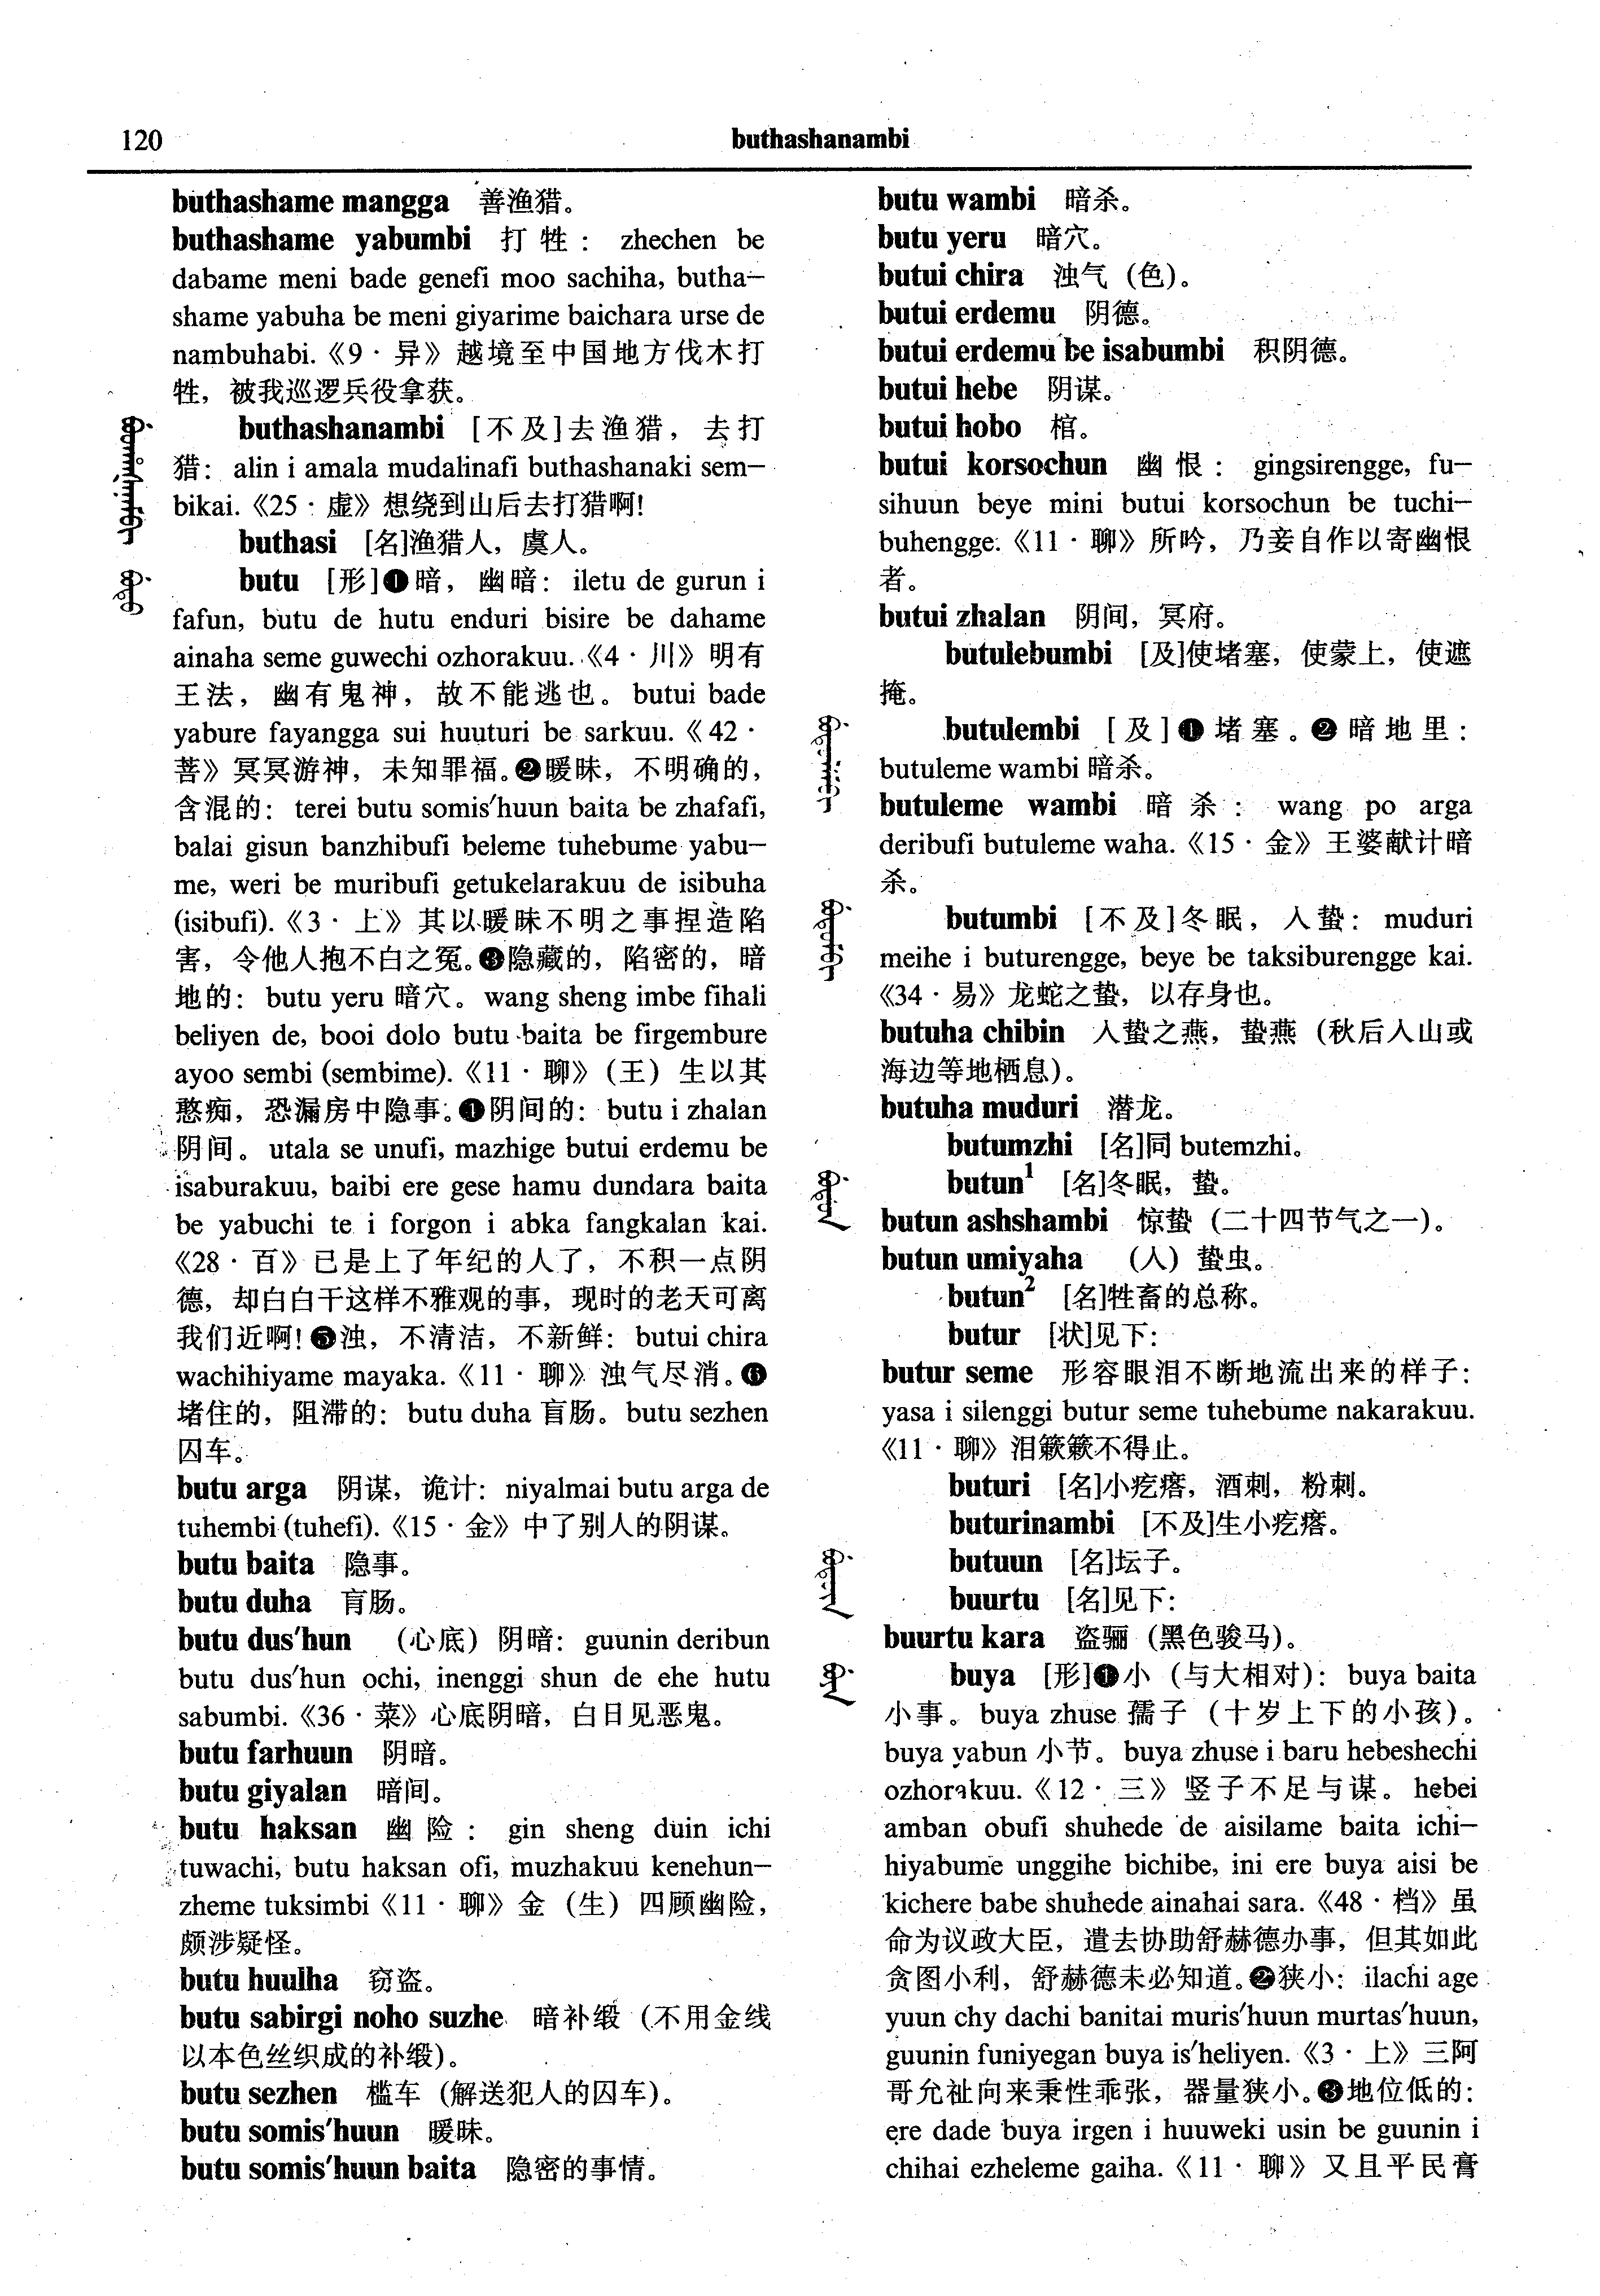 120
buthashanambi
buthashame mangga 善渔猎。
buthashame yabumbi 打牲：zhechen be
dabame meni bade genefi moo sachiha, butha-
shame yabuha be meni giyarime baichara urse de
nambuhabi.《9·异》越境至中国地方伐木打
牲，被我巡逻兵役拿获。
buthashanambi [不及]去渔猎，去打
猎：alin i amala mudalinafi buthashanaki sem-
bikai.《25·虚》想绕到山后去打猎啊!
buthasi [名]渔猎人，虞人。
butu [形]❶暗，幽暗：iletu de gurun i
fafun, butu de hutu enduri bisire be dahame
ainaha seme guwechi ozhorakuu.《4·川》明有
王法，幽有鬼神，故不能逃也。butui bade
yabure fayangga sui huuturi be sarkuu.《42·
菩》冥冥游神，未知罪福。❷暧昧，不明确的，
含混的：terei butu somis'huun baita be zhafafi,
balai gisun banzhibufi beleme tuhebume yabu-
me, weri be muribufi getukelarakuu de isibuha
(isibufi).《3·上》其以暧昧不明之事捏造陷
害，令他人抱不白之冤。❸隐藏的，陷密的，暗
地的：butu yeru 暗穴。wang sheng imbe fihali
beliyen de, booi dolo butu baita be firgembure
ayoo sembi (sembime).《11·聊》（王）生以其
憨痴，恐漏房中隐事。❶阴间的：butu i zhalan
阴间。utala se unufi, mazhige butui erdemu be
isaburakuu, baibi ere gese hamu dundara baita
be yabuchi te i forgon i abka fangkalan kai.
《28·百》已是上了年纪的人了，不积一点阴
德，却白白干这样不雅观的事，现时的老天可离
我们近啊!❺浊，不清洁，不新鲜：butui chira
wachihiyame mayaka.《11·聊》浊气尽消。❻
堵住的，阻滞的：butu duha 盲肠。butu sezhen
囚车。
butu arga 阴谋，诡计：niyalmai butu arga de
tuhembi (tuhefi).《15·金》中了别人的阴谋。
butu baita 隐事。
butu duha 盲肠。
butu dus'hun （心底）阴暗：guunin deribun
butu dus'hun ochi, inenggi shun de ehe hutu
sabumbi.《36·菜》心底阴暗，白日见恶鬼。
butu farhuun 阴暗。
butu giyalan 暗间。
butu haksan 幽险：gin sheng duin ichi
tuwachi, butu haksan ofi, muzhakuu kenehun-
zheme tuksimbi《11·聊》金（生）四顾幽险，
颇涉疑怪。
butu huulha 窃盗。
butu sabirgi noho suzhe 暗补缎（不用金线
以本色丝织成的补缎）。
butu sezhen 槛车（解送犯人的囚车）。
butu somis'huun 暧昧。
butu somis'huun baita 隐密的事情。
butu wambi 暗杀。
butu yeru 暗穴。
butui chira 浊气（色）。
butui erdemu 阴德。
butui erdemu be isabumbi 积阴德。
butui hebe 阴谋。
butui hobo 棺。
butui korsochun 幽恨：gingsirengge, fu-
sihuun beye mini butui korsochun be tuchi-
buhengge.《11·聊》所吟，乃妾自作以寄幽恨
者。
butui zhalan 阴间，冥府。
butulebumbi [及]使堵塞，使蒙上，使遮
掩。
butulembi [及]❶堵塞。❷暗地里：
butuleme wambi 暗杀。
butuleme wambi 暗杀：wang po arga
deribufi butuleme waha.《15·金》王婆献计暗
杀。
butumbi [不及]冬眠，入蛰：muduri
meihe i buturengge, beye be taksiburengge kai.
《34·易》龙蛇之蛰，以存身也。
butuha chibin 入蛰之燕，蛰燕（秋后入山或
海边等地栖息）。
butuha muduri 潜龙。
butumzhi [名]同 butemzhi。
butun¹ [名]冬眠，蛰。
butun ashshambi 惊蛰（二十四节气之一）。
butun umiyaha （入）蛰虫。
butun² [名]牲畜的总称。
butur [状]见下：
butur seme 形容眼泪不断地流出来的样子：
yasa i silenggi butur seme tuhebume nakarakuu.
《11·聊》泪簌簌不得止。
buturi [名]小疙瘩，酒刺，粉刺。
buturinambi [不及]生小疙瘩。
butuun [名]坛子。
buurtu [名]见下：
buurtu kara 盗骊（黑色骏马）。
buya [形]❶小（与大相对）：buya baita
小事。buya zhuse 孺子（十岁上下的小孩）。
buya yabun 小节。buya zhuse i baru hebeshechi
ozhorakuu.《12·三》竖子不足与谋。hebei
amban obufi shuhede de aisilame baita ichi-
hiyabume unggihe bichibe, ini ere buya aisi be
kichere babe shuhede ainahai sara.《48·档》虽
命为议政大臣，遣去协助舒赫德办事，但其如此
贪图小利，舒赫德未必知道。❷狭小：ilachi age
yuun chy dachi banitai muris'huun murtas'huun,
guunin funiyegan buya is'heliyen.《3·上》三阿
哥允祉向来秉性乖张，器量狭小。❸地位低的：
ere dade buya irgen i huuweki usin be guunin i
chihai ezheleme gaiha.《11·聊》又且平民膏